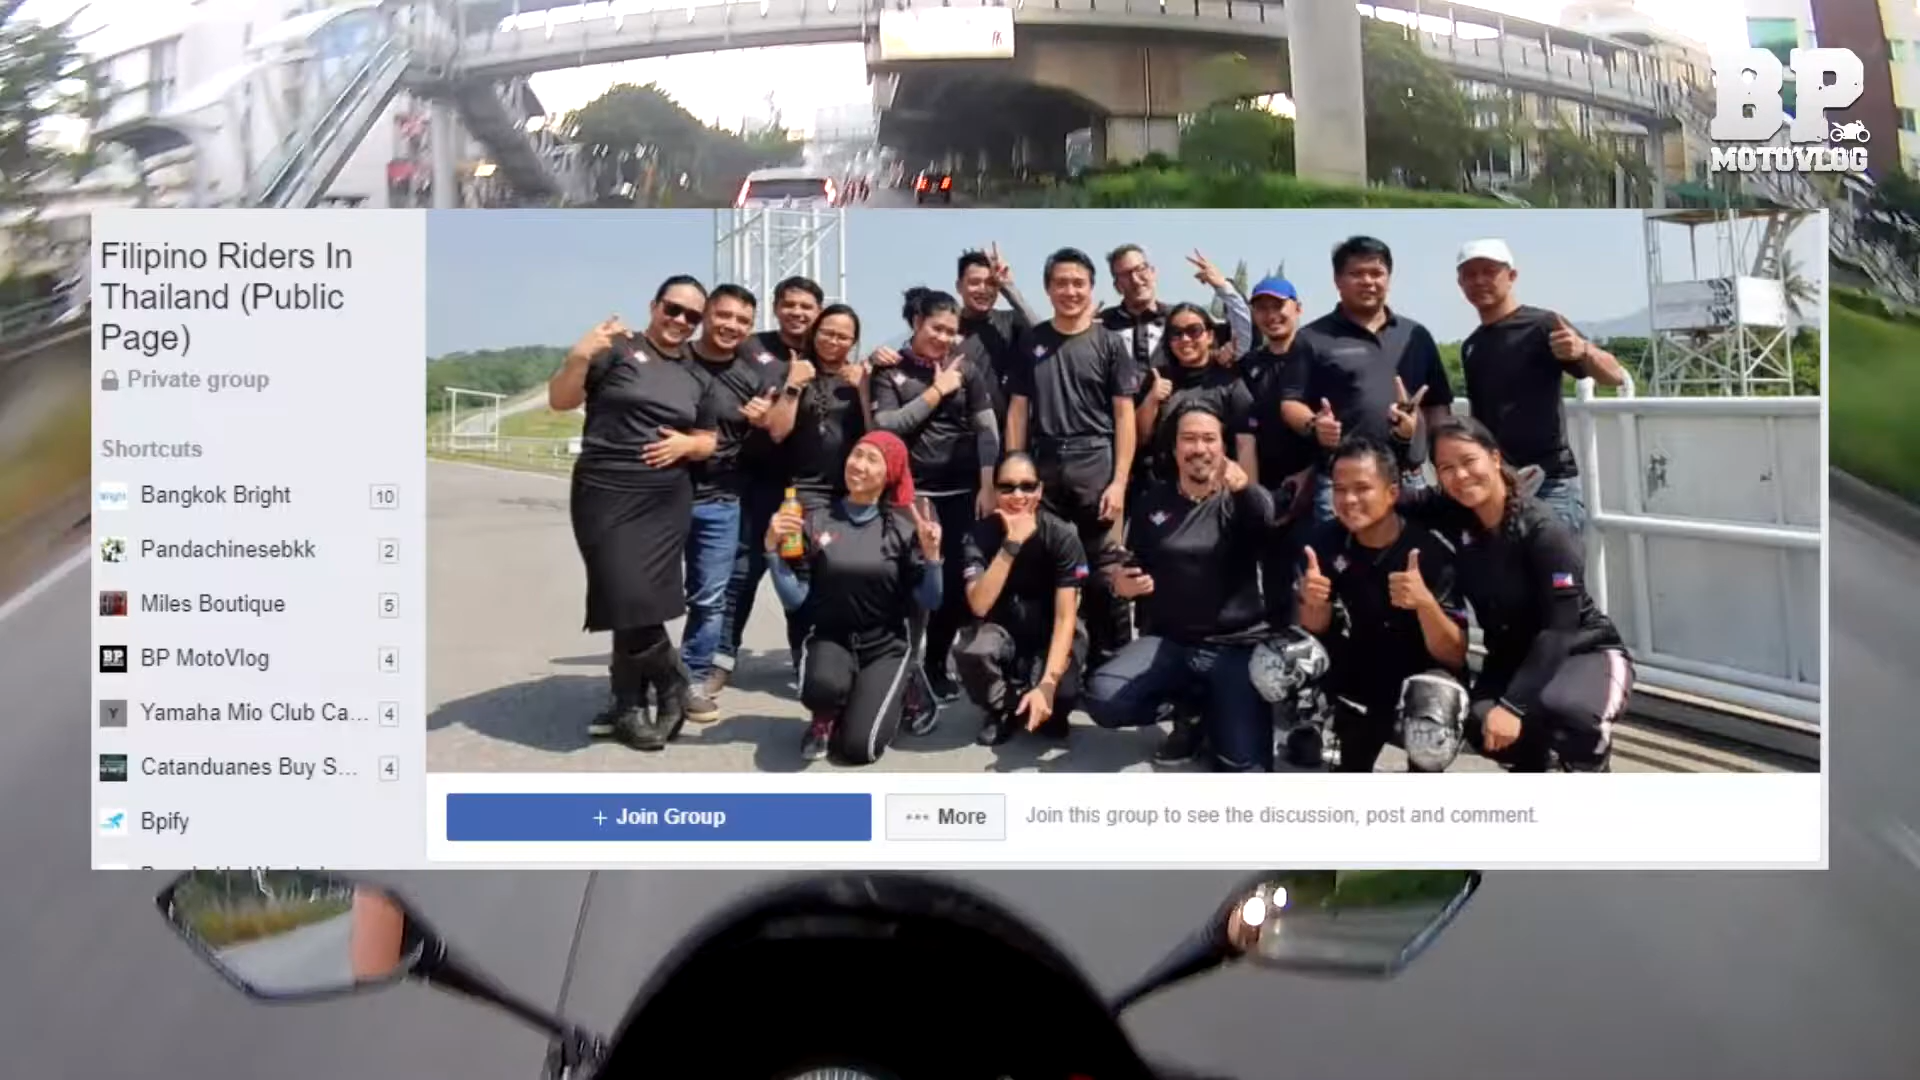 BP
MOTOVLOG
Filipino Riders In
Thailand (Public
Page)
Private group
Shortcuts
Bangkok Bright 10
Pandachinesebkk 2
Miles Boutique 5
BP MotoVlog 4
Yamaha Mio Club Ca... 4
Catanduanes Buy S... 4
Bpify
+ Join Group
••• More
Join this group to see the discussion, post and comment.